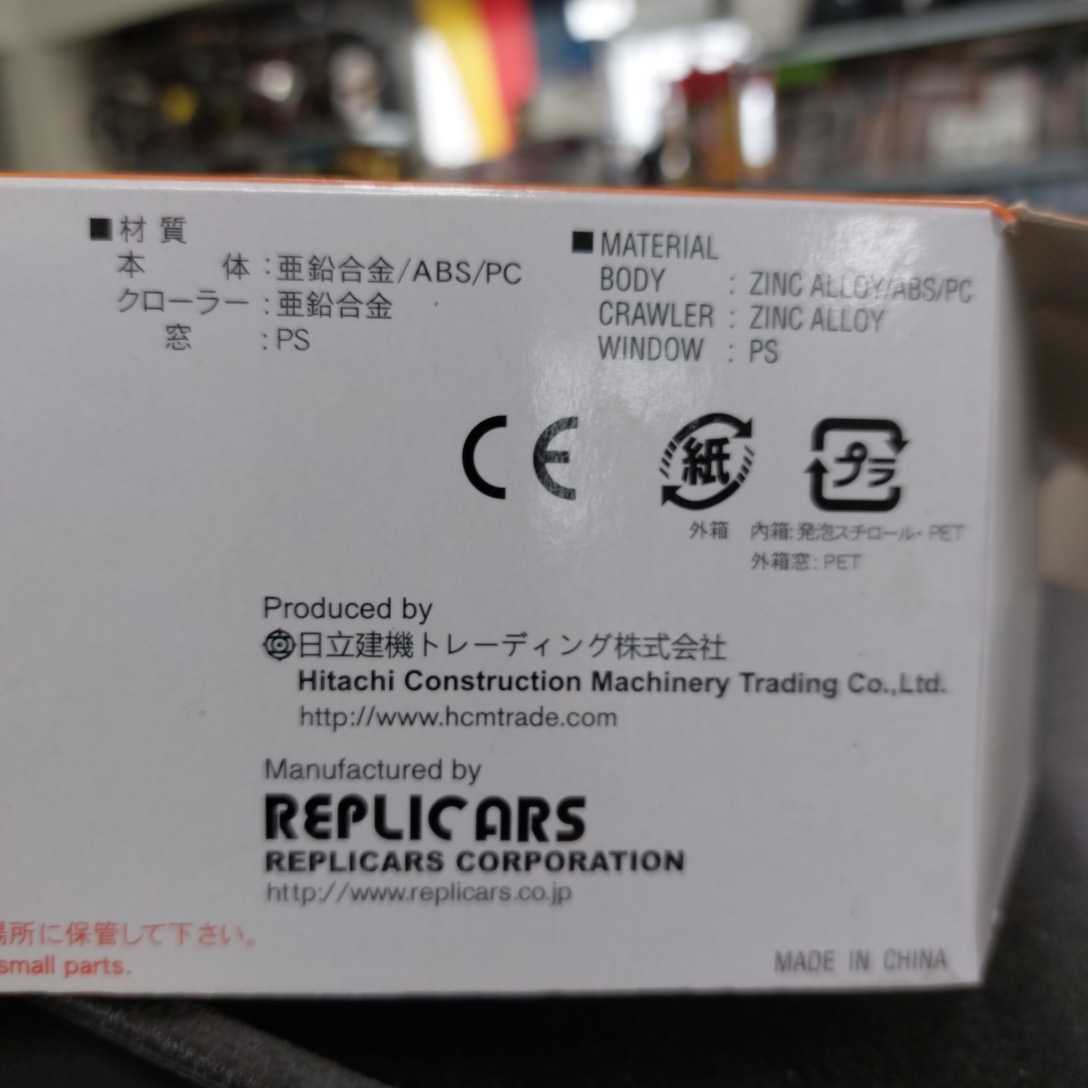 ■材質
本 体：亜鉛合金/ABS/PC
クローラー：亜鉛合金
窓 ：PS
■MATERIAL
BODY : ZINC ALLOY/ABS/PC
CRAWLER : ZINC ALLOY
WINDOW : PS
CE
紙
プラ
外箱
内箱：発泡スチロール・PET
外箱窓：PET
Produced by
日立建機トレーディング株式会社
Hitachi Construction Machinery Trading Co.,Ltd.
http://www.hcmtrade.com
Manufactured by
REPLICARS
REPLICARS CORPORATION
http://www.replicars.co.jp
場所に保管して下さい。
small parts.
MADE IN CHINA